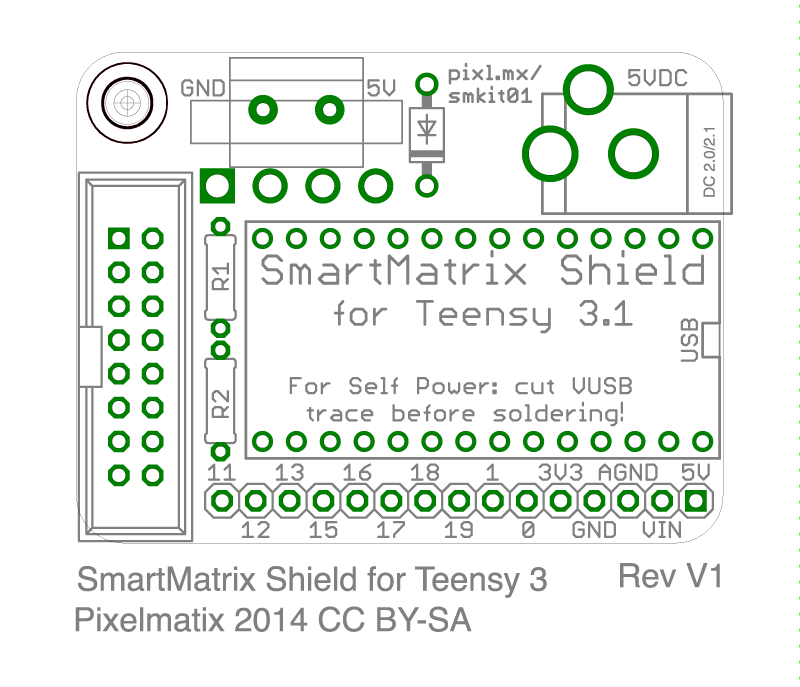 GND
5V
pixl.mx/
smkit01
5VDC
DC 2.0/2.1
R1
SmartMatrix Shield
for Teensy 3.1
USB
R2
For Self Power: cut VUSB
trace before soldering!
11 13 16 18 1 3V3 AGND 5V
12 15 17 19 0 GND VIN
SmartMatrix Shield for Teensy 3
Rev V1
Pixelmatix 2014 CC BY-SA